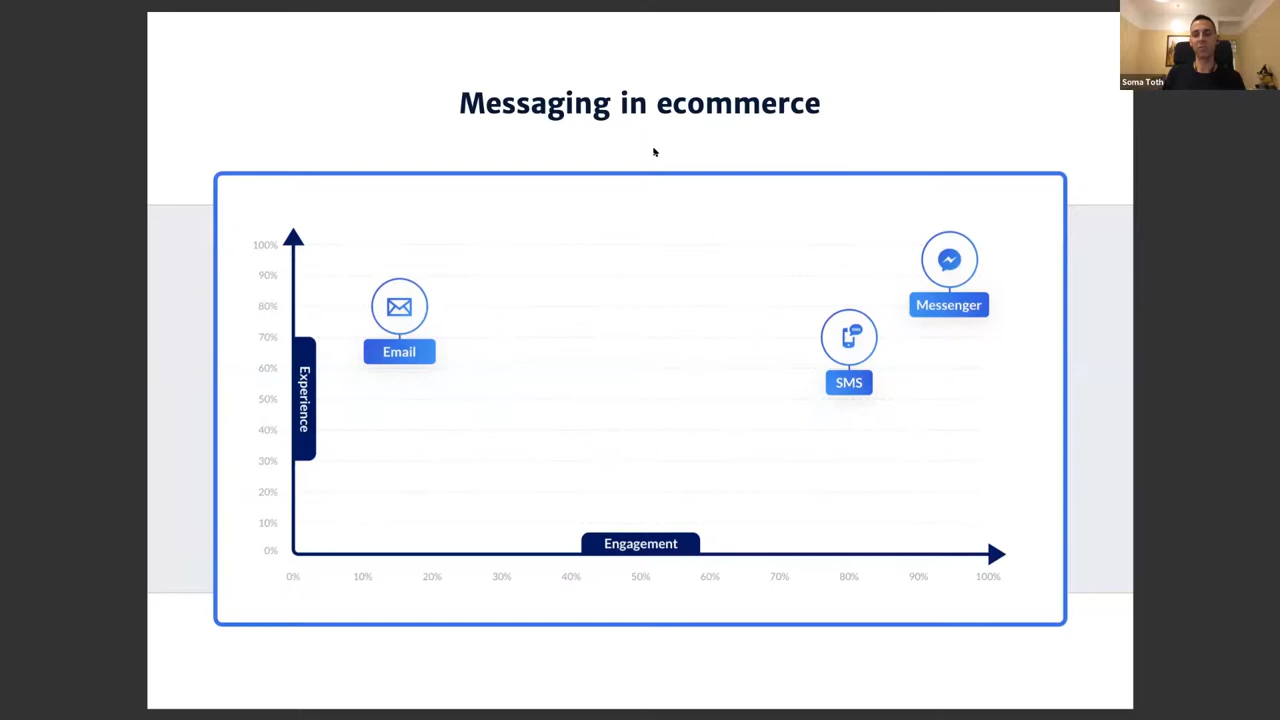 Soma Toth
Messaging in ecommerce
100%
90%
80%
70%
60%
50%
40%
30%
20%
10%
0%
Experience
Email
SMS
SMS
Messenger
Engagement
0%
10%
20%
30%
40%
50%
60%
70%
80%
90%
100%